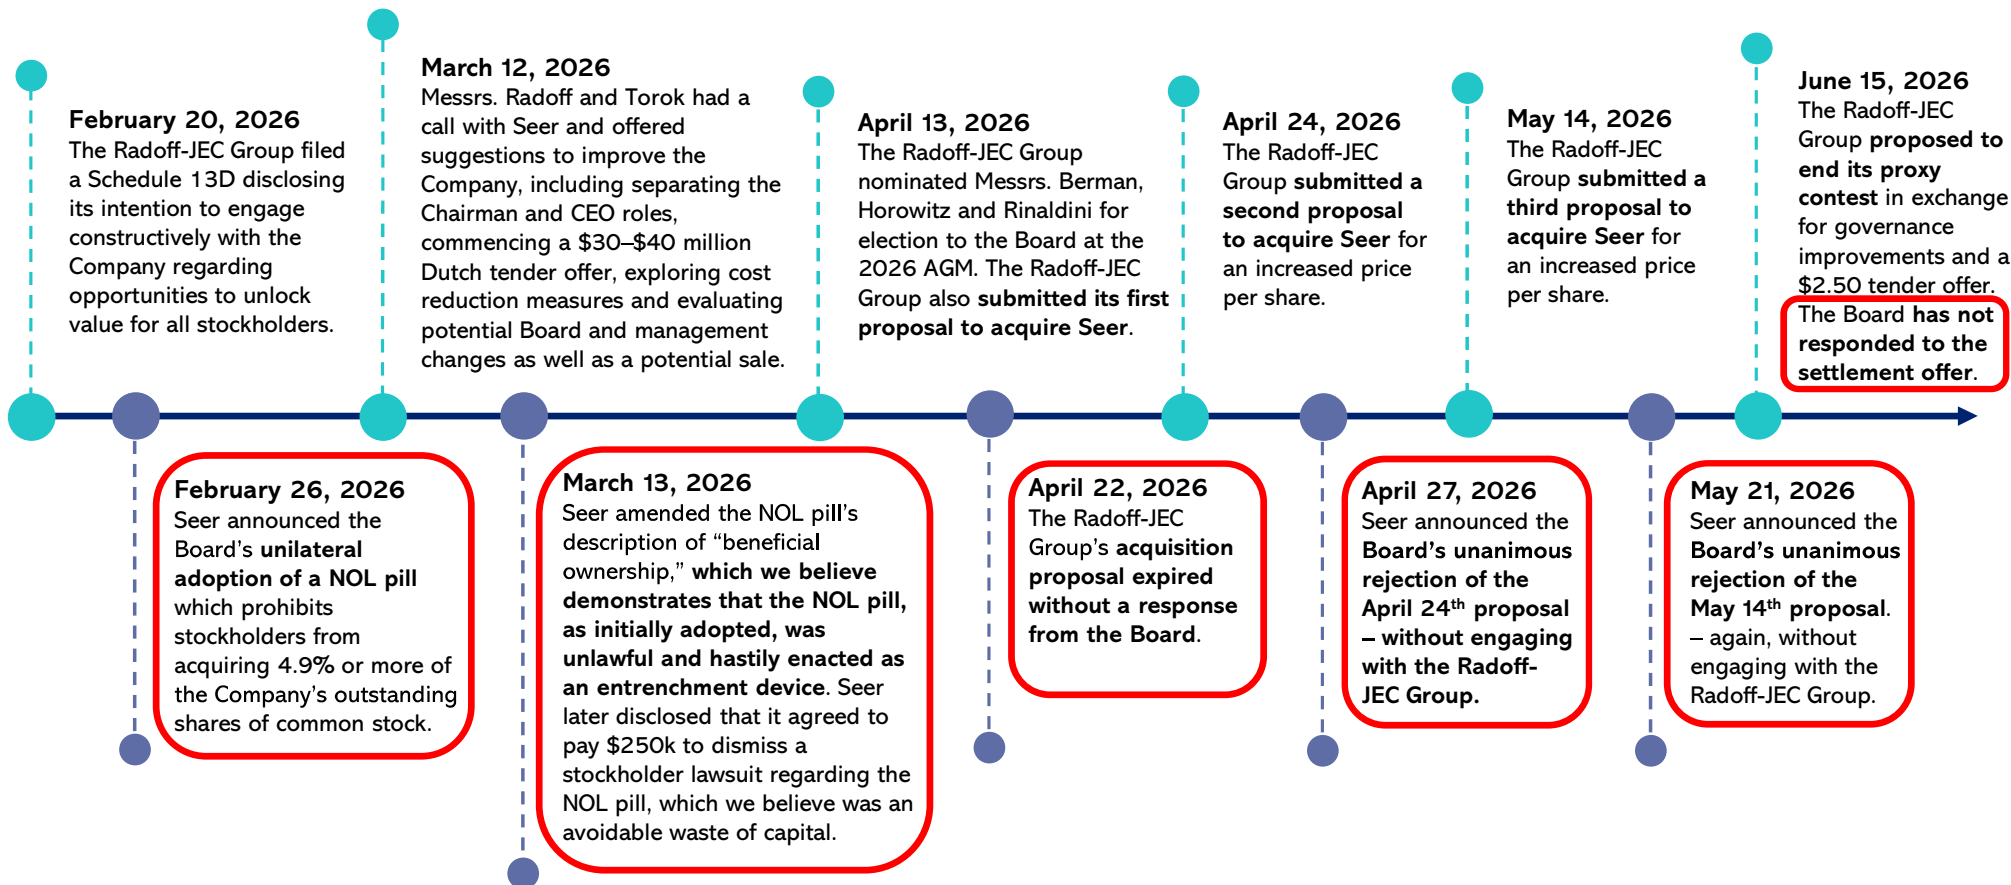 February 20, 2026
The Radoff-JEC Group filed
a Schedule 13D disclosing
its intention to engage
constructively with the
Company regarding
opportunities to unlock
value for all stockholders.
March 12, 2026
Messrs. Radoff and Torok had a
call with Seer and offered
suggestions to improve the
Company, including separating the
Chairman and CEO roles,
commencing a $30–$40 million
Dutch tender offer, exploring cost
reduction measures and evaluating
potential Board and management
changes as well as a potential sale.
April 13, 2026
The Radoff-JEC Group
nominated Messrs. Berman,
Horowitz and Rinaldini for
election to the Board at the
2026 AGM. The Radoff-JEC
Group also submitted its first
proposal to acquire Seer.
April 24, 2026
The Radoff-JEC
Group submitted a
second proposal
to acquire Seer for
an increased price
per share.
May 14, 2026
The Radoff-JEC
Group submitted a
third proposal to
acquire Seer for
an increased price
per share.
June 15, 2026
The Radoff-JEC
Group proposed to
end its proxy
contest in exchange
for governance
improvements and a
$2.50 tender offer.
The Board has not
responded to the
settlement offer.
February 26, 2026
Seer announced the
Board’s unilateral
adoption of a NOL pill
which prohibits
stockholders from
acquiring 4.9% or more of
the Company’s outstanding
shares of common stock.
March 13, 2026
Seer amended the NOL pill’s
description of “beneficial
ownership,” which we believe
demonstrates that the NOL pill,
as initially adopted, was
unlawful and hastily enacted as
an entrenchment device. Seer
later disclosed that it agreed to
pay $250k to dismiss a
stockholder lawsuit regarding the
NOL pill, which we believe was an
avoidable waste of capital.
April 22, 2026
The Radoff-JEC
Group’s acquisition
proposal expired
without a response
from the Board.
April 27, 2026
Seer announced the
Board’s unanimous
rejection of the
April 24th proposal
– without engaging
with the Radoff-
JEC Group.
May 21, 2026
Seer announced the
Board’s unanimous
rejection of the
May 14th proposal.
– again, without
engaging with the
Radoff-JEC Group.